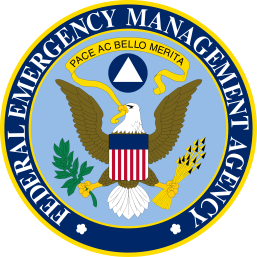 FEDERAL EMERGENCY MANAGEMENT AGENCY
PACE AC BELLO MERITA